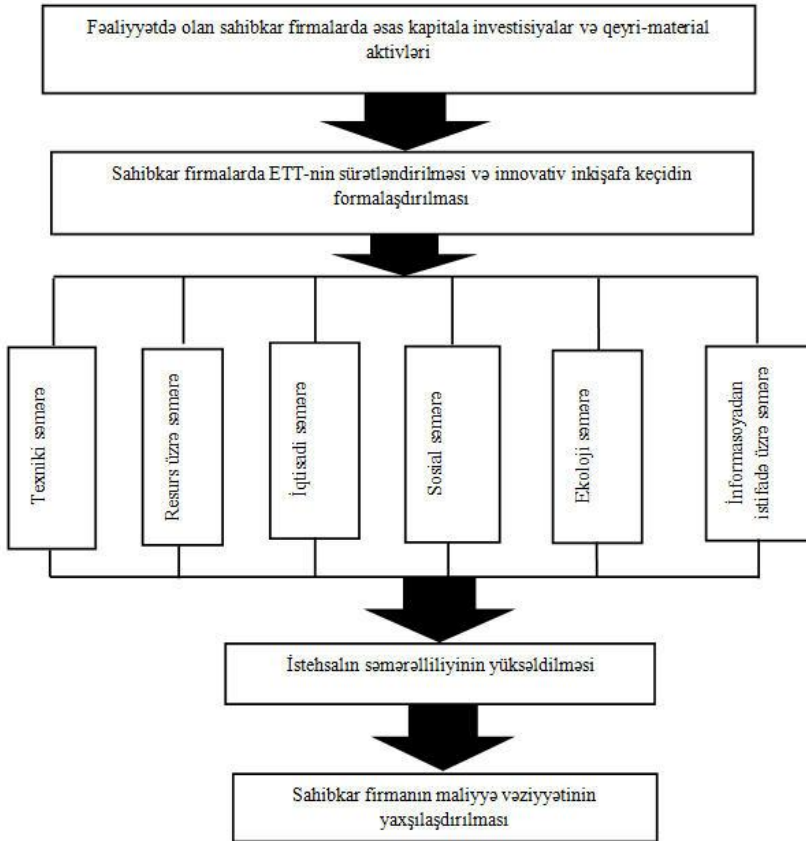 Fəaliyyətdə olan sahibkar firmalarda əsas kapitala investisiyalar və qeyri-material
aktivləri
Sahibkar firmalarda ETT-nin sürətləndirilməsi və innovativ inkişafa keçidin
formalaşdırılması
Texniki səmərə
Resurs üzrə səmərə
İqtisadi səmərə
Sosial səmərə
Ekoloji səmərə
İnformasoyadan
istifadə üzrə səmərə
İstehsalın səmərəlliliyinin yüksəldilməsi
Sahibkar firmanın maliyyə vəziyyətinin
yaxşılaşdırılması